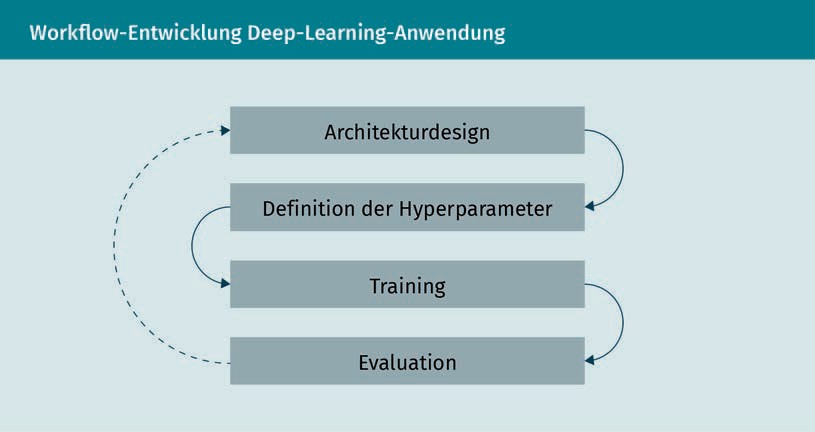 Workflow-Entwicklung Deep-Learning-Anwendung
Architekturdesign
Definition der Hyperparameter
Training
Evaluation